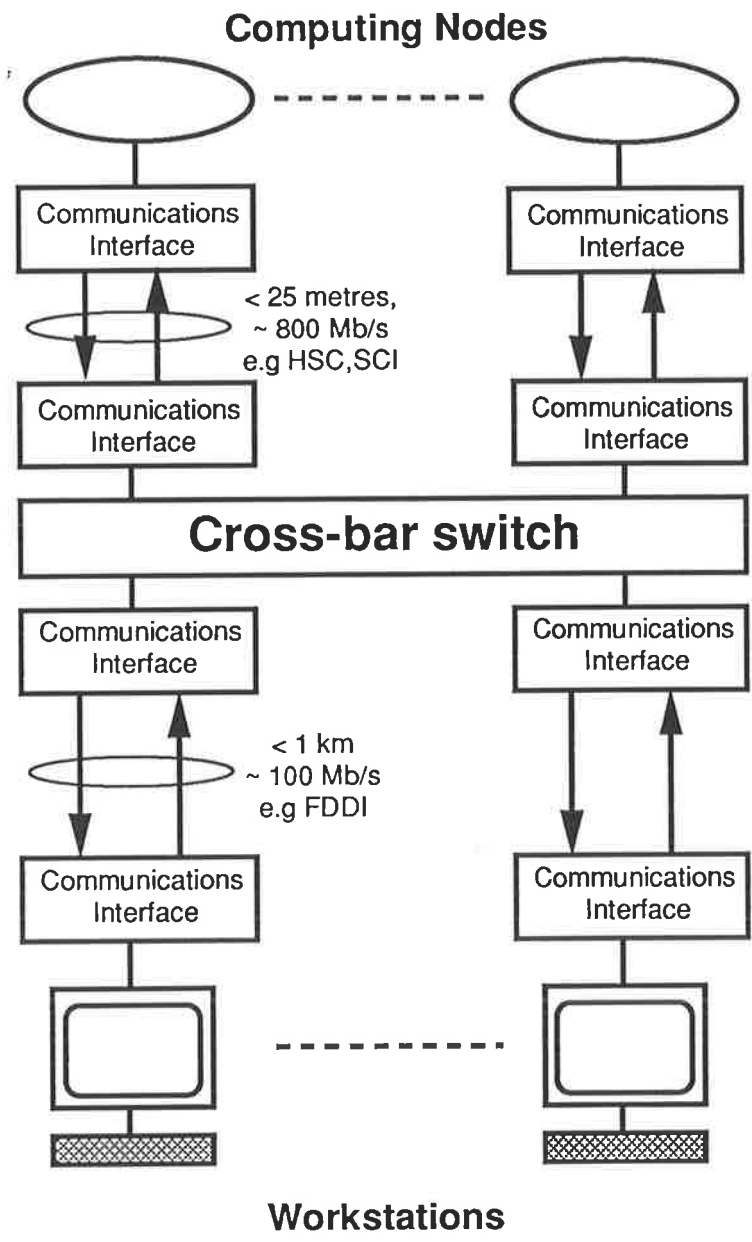 Computing Nodes
Communications
Interface
Communications
Interface
< 25 metres,
~ 800 Mb/s
e.g HSC,SCI
Communications
Interface
Communications
Interface
Cross-bar switch
Communications
Interface
Communications
Interface
< 1 km
~ 100 Mb/s
e.g FDDI
Communications
Interface
Communications
Interface
Workstations